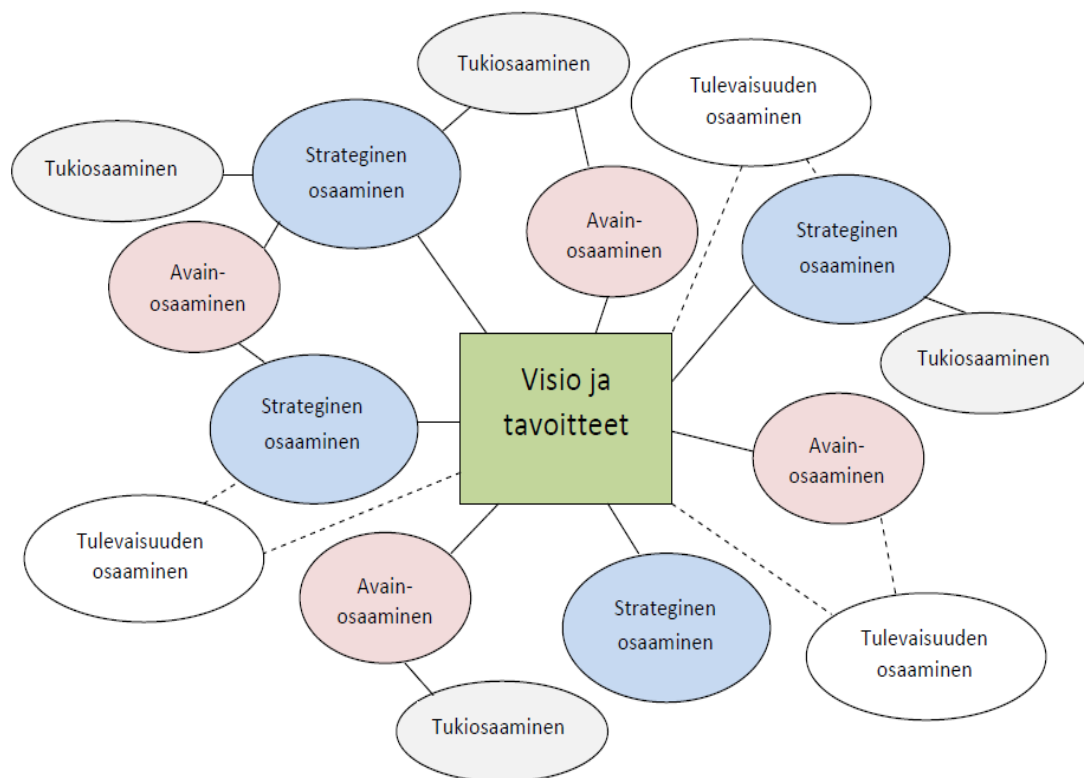 Tukiosaaminen
Tulevaisuuden
osaaminen
Tukiosaaminen
Strateginen
osaaminen
Avain-
osaaminen
Strateginen
osaaminen
Avain-
osaaminen
Tukiosaaminen
Visio ja
tavoitteet
Strateginen
osaaminen
Avain-
osaaminen
Tulevaisuuden
osaaminen
Avain-
osaaminen
Strateginen
osaaminen
Tulevaisuuden
osaaminen
Tukiosaaminen